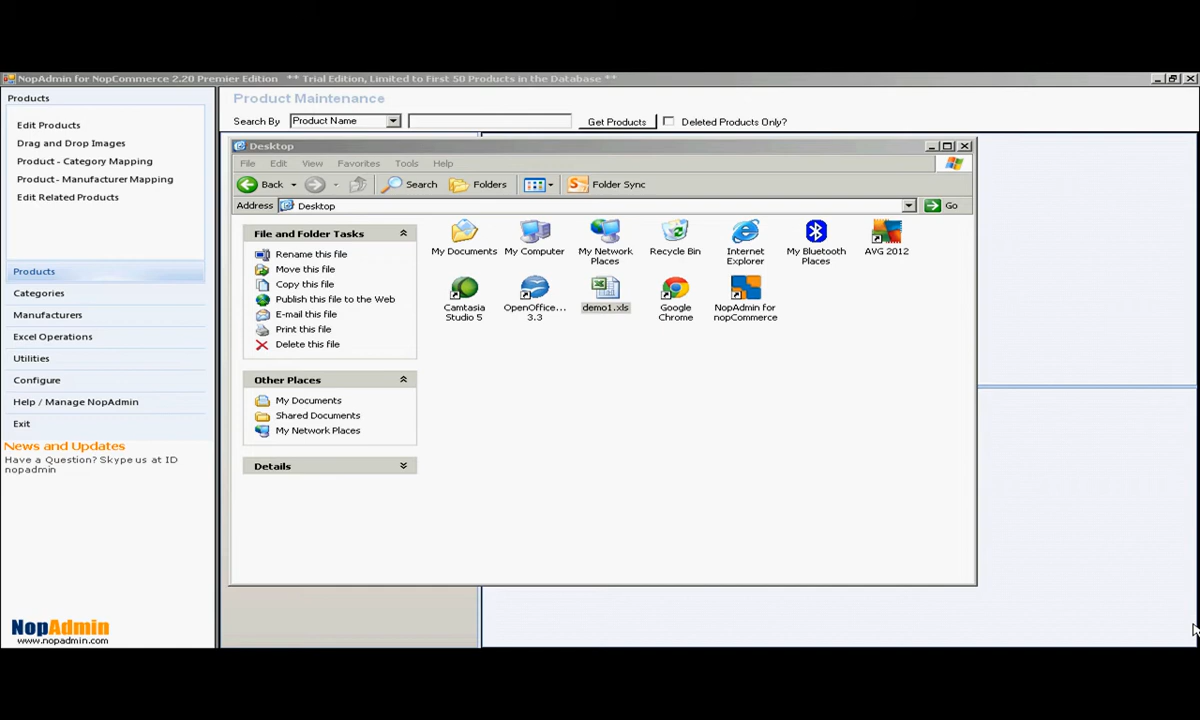 NopAdmin for NopCommerce 2.20 Premier Edition ** Trial Edition, Limited to First 50 Products in the Database **
Products
Edit Products
Drag and Drop Images
Product - Category Mapping
Product - Manufacturer Mapping
Edit Related Products
Products
Categories
Manufacturers
Excel Operations
Utilities
Configure
Help / Manage NopAdmin
Exit
News and Updates
Have a Question? Skype us at ID
nopadmin
NopAdmin
www.nopadmin.com
Product Maintenance
Search By Product Name Get Products Deleted Products Only?
Desktop
File Edit View Favorites Tools Help
Back Search Folders Folder Sync
Address Desktop Go
File and Folder Tasks
Rename this file
Move this file
Copy this file
Publish this file to the Web
E-mail this file
Print this file
Delete this file
Other Places
My Documents
Shared Documents
My Network Places
Details
My Documents
My Computer
My Network
Places
Recycle Bin
Internet
Explorer
My Bluetooth
Places
AVG 2012
Camtasia
Studio 5
OpenOffice...
3.3
demo1.xls
Google
Chrome
NopAdmin for
nopCommerce